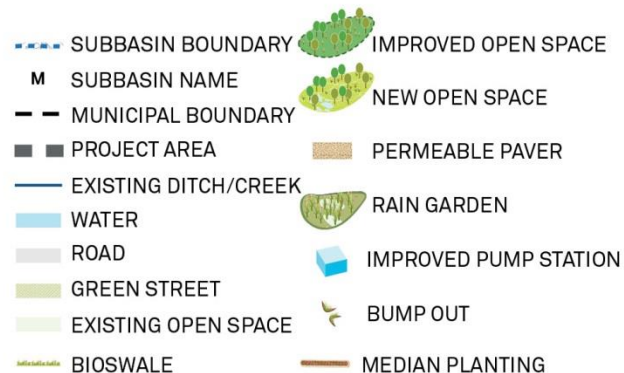 SUBBASIN BOUNDARY
M SUBBASIN NAME
MUNICIPAL BOUNDARY
PROJECT AREA
EXISTING DITCH/CREEK
WATER
ROAD
GREEN STREET
EXISTING OPEN SPACE
BIOSWALE
IMPROVED OPEN SPACE
NEW OPEN SPACE
PERMEABLE PAVER
RAIN GARDEN
IMPROVED PUMP STATION
BUMP OUT
MEDIAN PLANTING